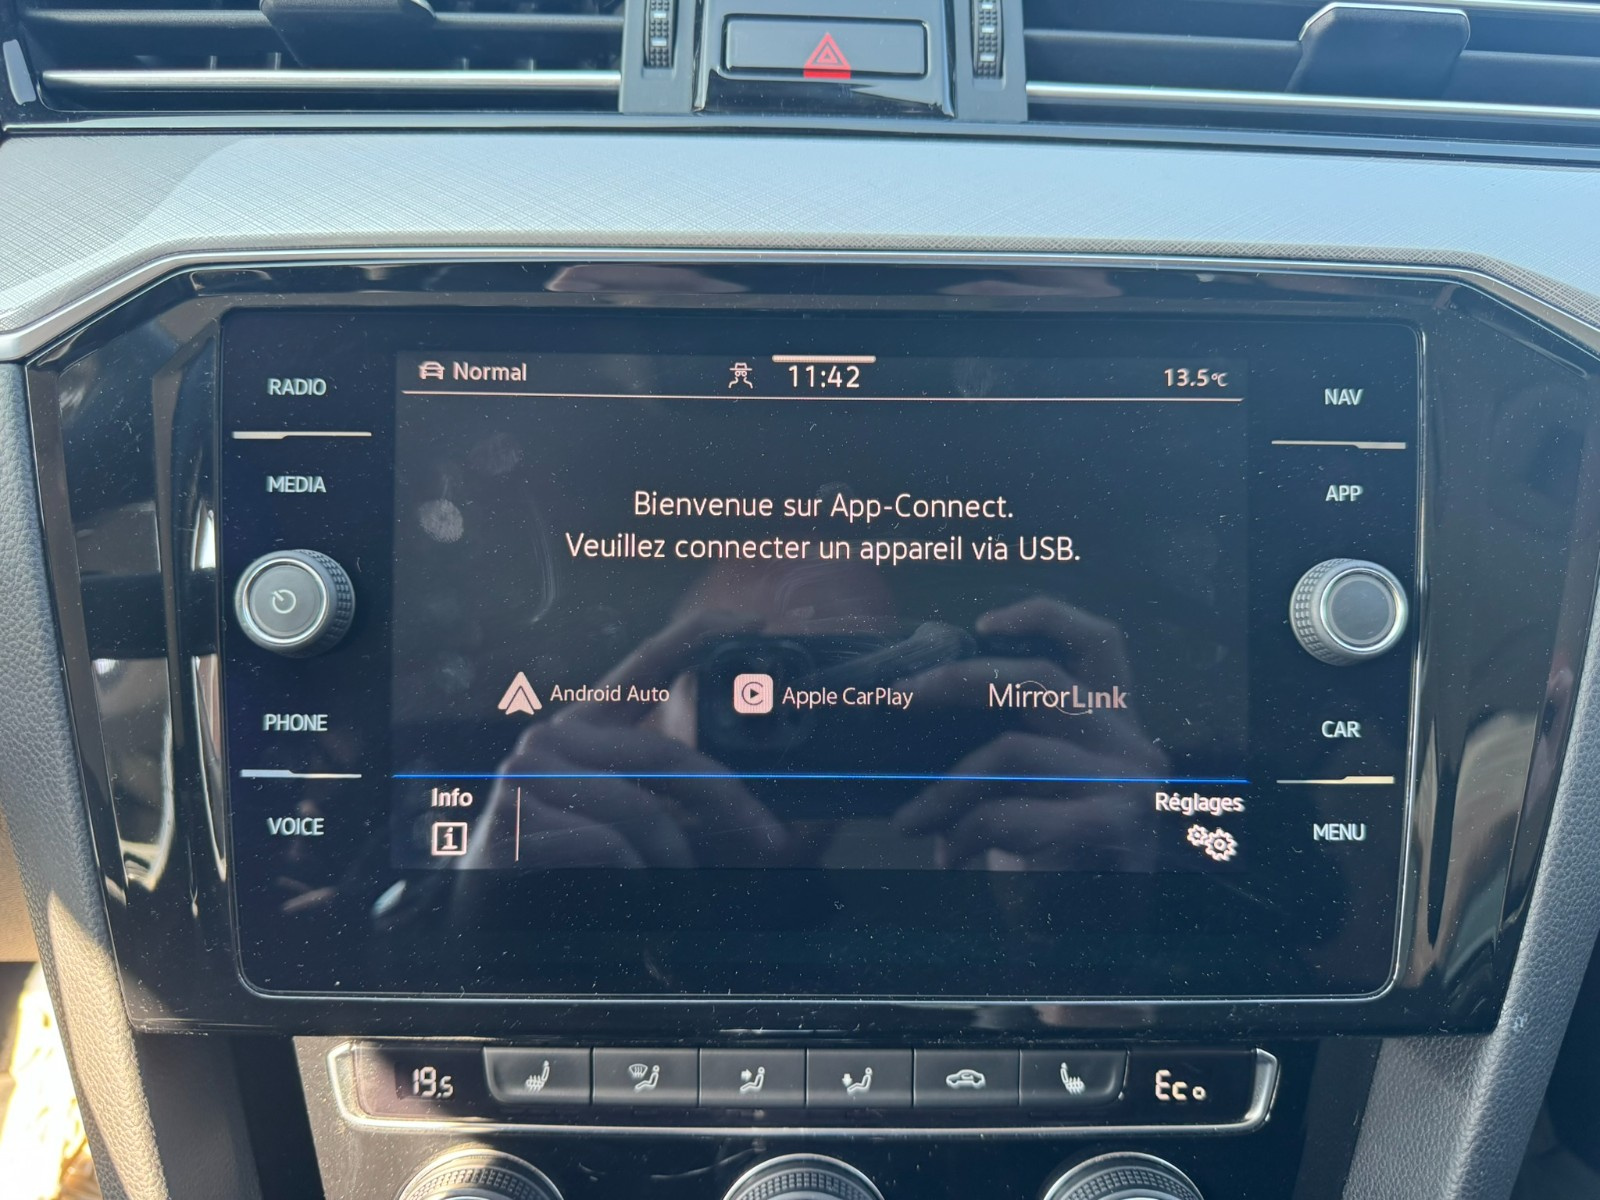 RADIO
MEDIA
PHONE
VOICE
Normal
11:42
13.5°C
Bienvenue sur App-Connect.
Veuillez connecter un appareil via USB.
Android Auto
Apple CarPlay
MirrorLink
Info
i
Réglages
NAV
APP
CAR
MENU
19.5
Eco